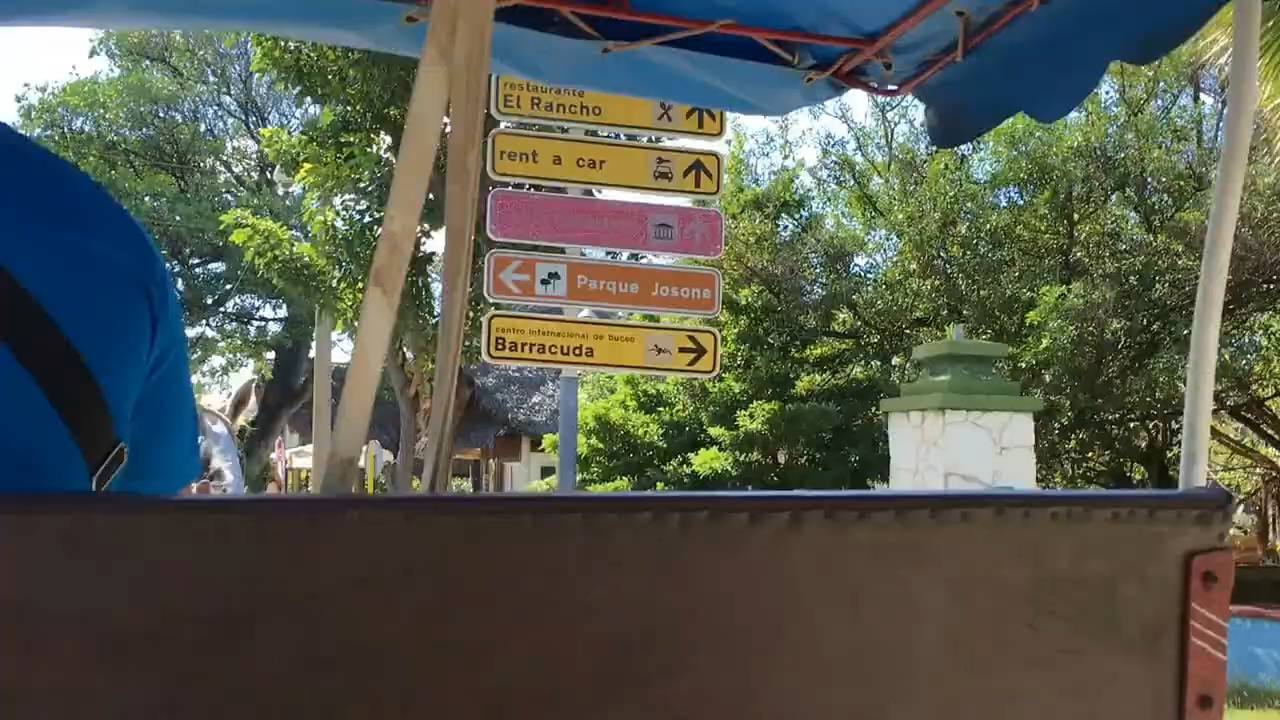 restaurante
El Rancho
rent a car
Parque Josone
centro internacional de buceo
Barracuda